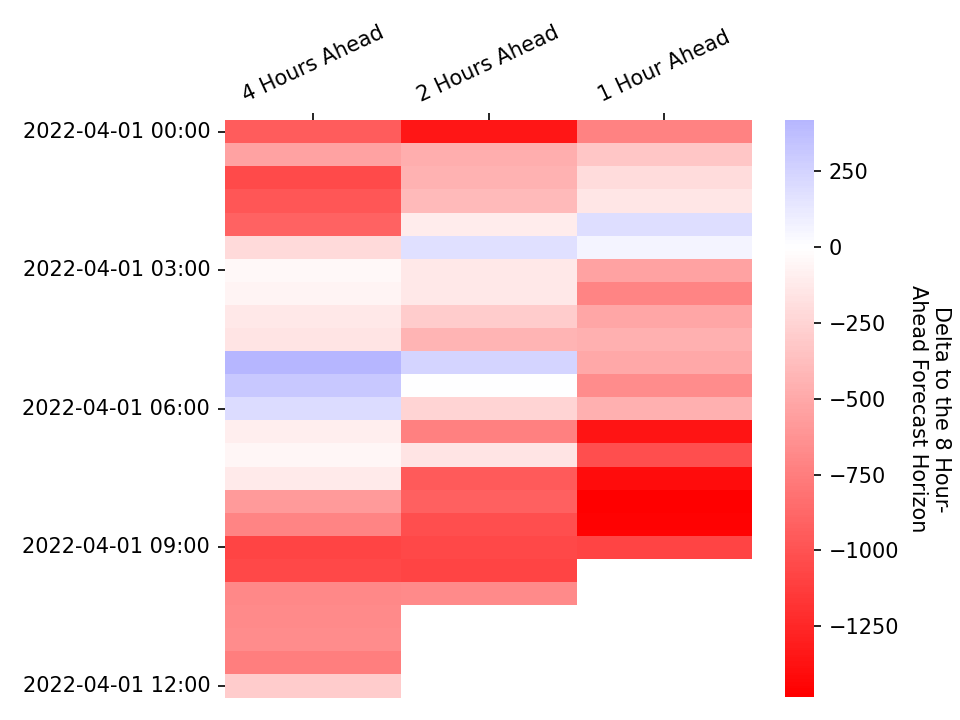 4 Hours Ahead
2 Hours Ahead
1 Hour Ahead
2022-04-01 00:00
2022-04-01 03:00
2022-04-01 06:00
2022-04-01 09:00
2022-04-01 12:00
250
0
−250
−500
−750
−1000
−1250
Delta to the 8 Hour-
Ahead Forecast Horizon